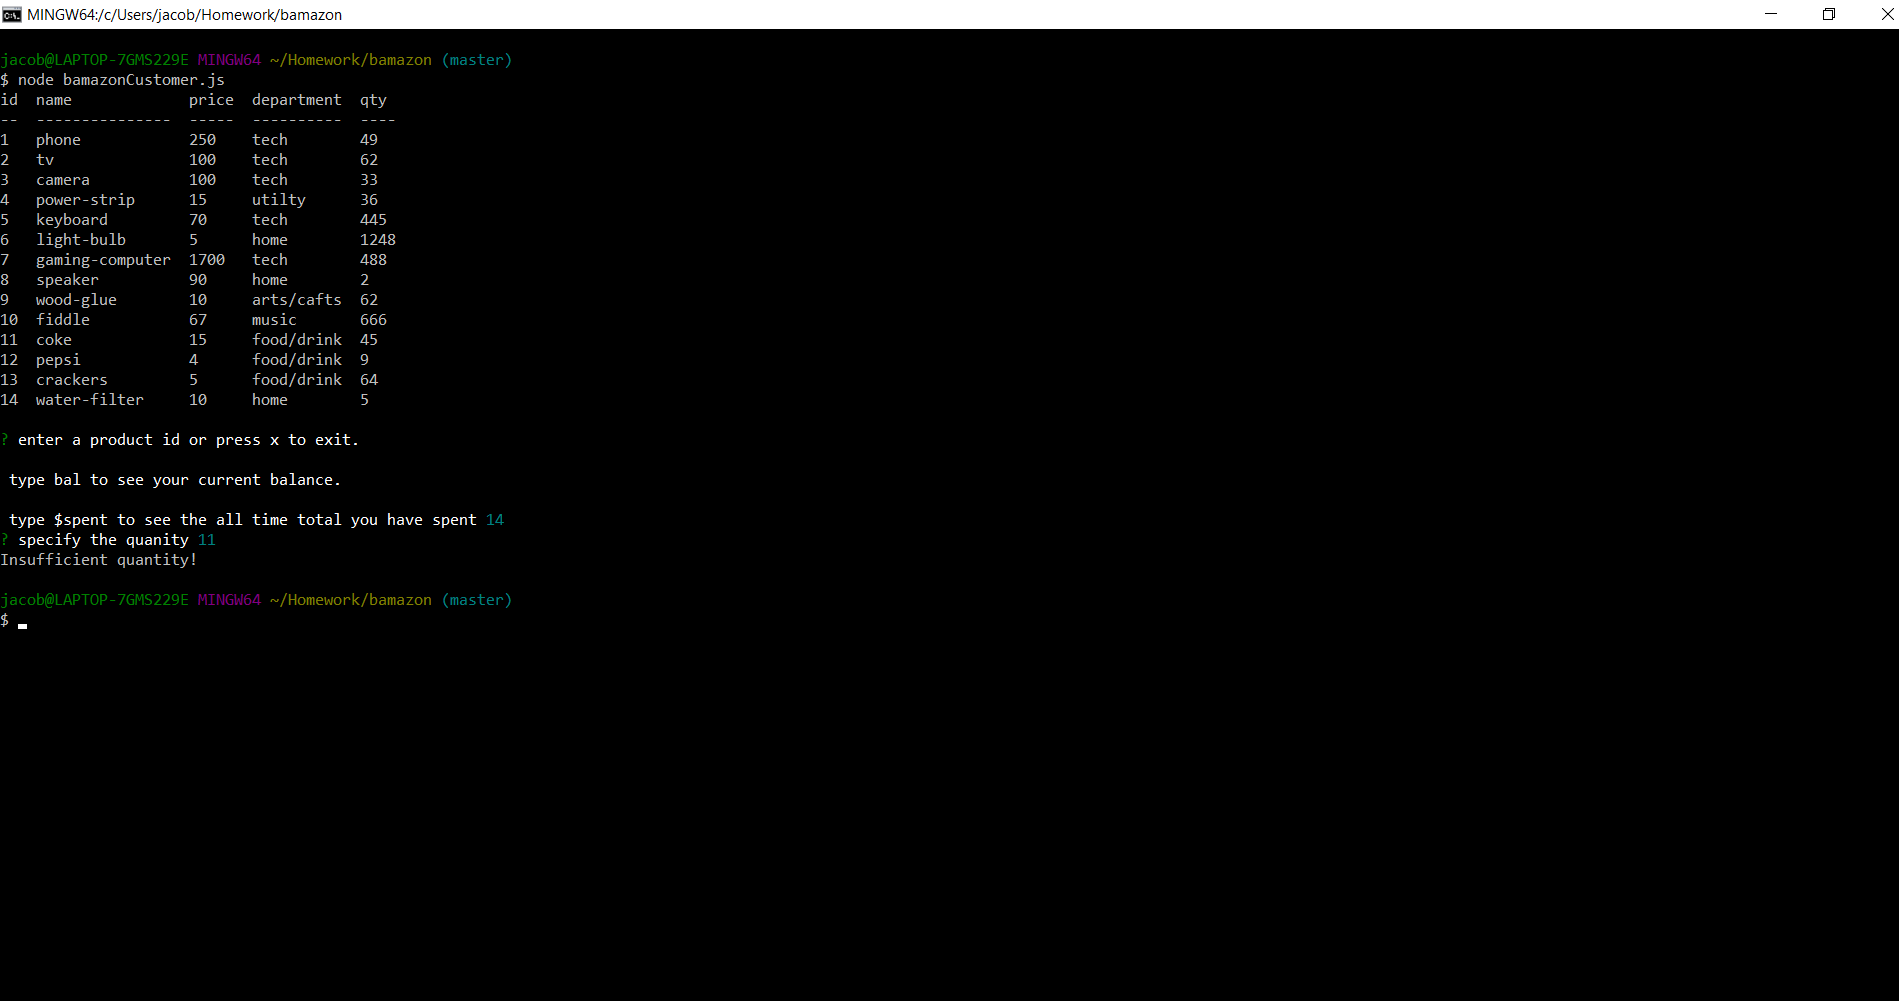 MINGW64:/c/Users/jacob/Homework/bamazon
jacob@LAPTOP-7GMS229E MINGW64 ~/Homework/bamazon (master)
$ node bamazonCustomer.js
id  name             price  department  qty
--  ---------------  -----  ----------  ----
1   phone            250    tech        49
2   tv               100    tech        62
3   camera           100    tech        33
4   power-strip      15     utilty      36
5   keyboard         70     tech        445
6   light-bulb       5      home        1248
7   gaming-computer  1700   tech        488
8   speaker          90     home        2
9   wood-glue        10     arts/cafts  62
10  fiddle           67     music       666
11  coke             15     food/drink  45
12  pepsi            4      food/drink  9
13  crackers         5      food/drink  64
14  water-filter     10     home        5
? enter a product id or press x to exit.
type bal to see your current balance.
type $spent to see the all time total you have spent 14
? specify the quanity 11
Insufficient quantity!
jacob@LAPTOP-7GMS229E MINGW64 ~/Homework/bamazon (master)
$